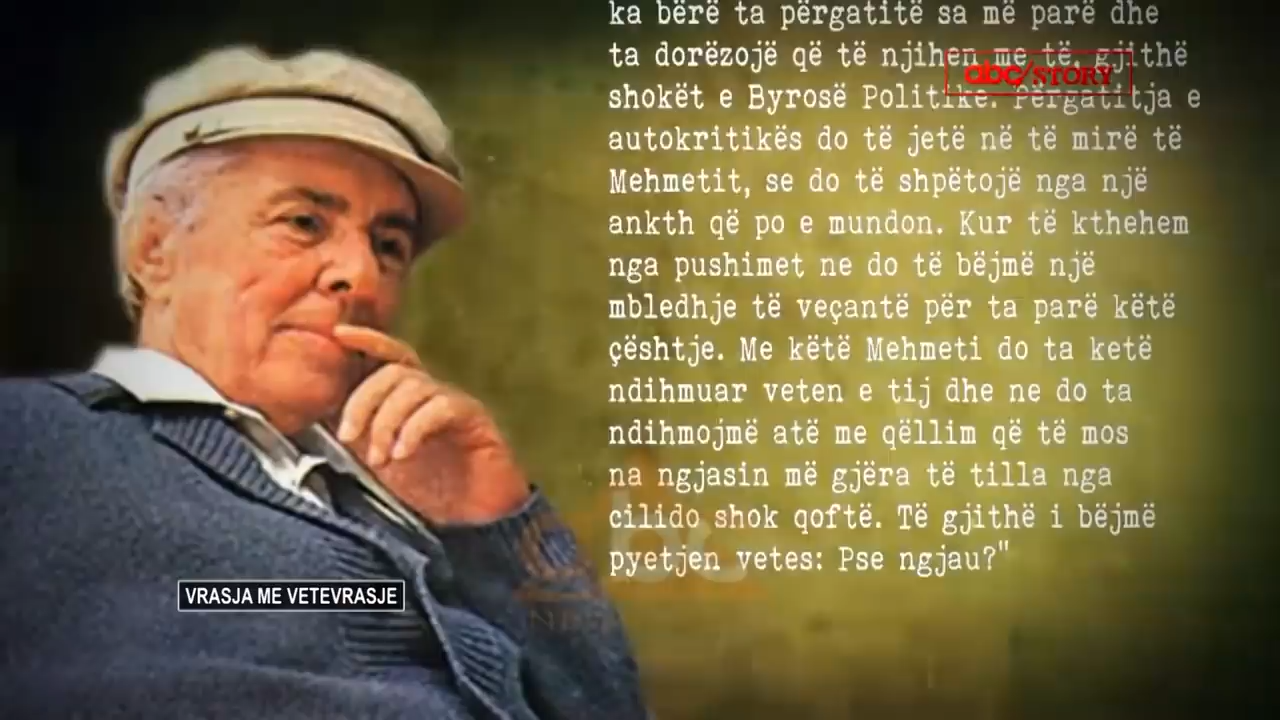 ka bërë ta përgatitë sa më parë dhe
ta dorëzojë që të njihen me të, gjithë
abc/STORY
shokët e Byrosë Politike. Përgatitja e
autokritikës do të jetë në të mirë të
Mehmetit, se do të shpëtojë nga një
ankth që po e mundon. Kur të kthehem
nga pushimet ne do të bëjmë një
mbledhje të veçantë për ta parë këtë
çështje. Me këtë Mehmeti do ta ketë
ndihmuar veten e tij dhe ne do ta
ndihmojmë atë me qëllim që të mos
na ngjasin më gjëra të tilla nga
cilido shok qoftë. Të gjithë i bëjmë
pyetjen vetes: Pse ngjau?"
VRASJA ME VETEVRASJE